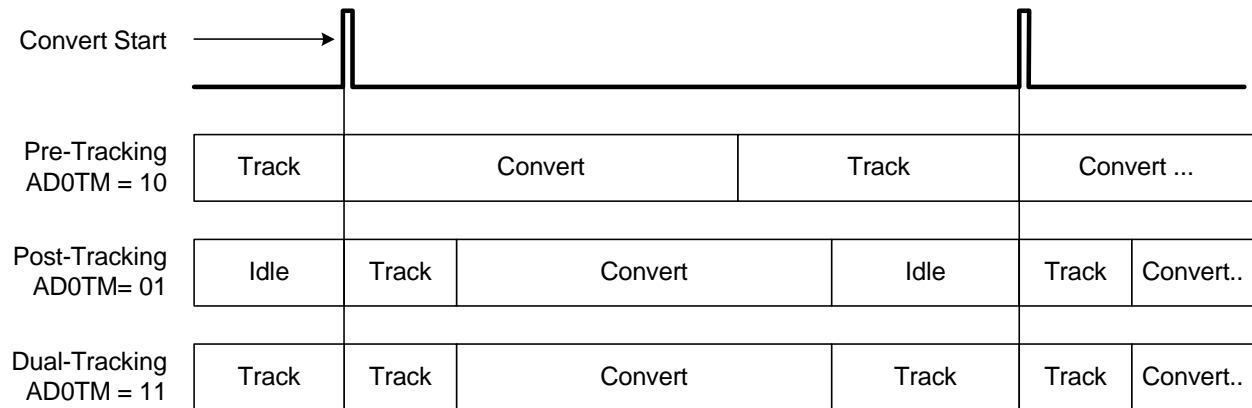 Convert Start
Pre-Tracking
AD0TM = 10
Track
Convert
Track
Convert ...
Post-Tracking
AD0TM= 01
Idle
Track
Convert
Idle
Track
Convert..
Dual-Tracking
AD0TM = 11
Track
Track
Convert
Track
Track
Convert..